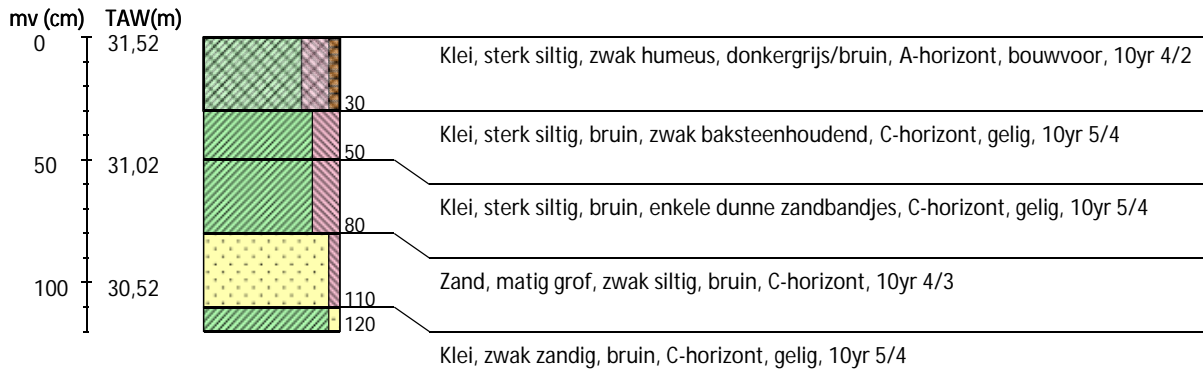 mv (cm) TAW(m)
0 31,52
Klei, sterk siltig, zwak humeus, donkergrijs/bruin, A-horizont, bouwvoor, 10yr 4/2
30
Klei, sterk siltig, bruin, zwak baksteenhoudend, C-horizont, gelig, 10yr 5/4
50
50 31,02
Klei, sterk siltig, bruin, enkele dunne zandbandjes, C-horizont, gelig, 10yr 5/4
80
Zand, matig grof, zwak siltig, bruin, C-horizont, 10yr 4/3
100 30,52
110
120
Klei, zwak zandig, bruin, C-horizont, gelig, 10yr 5/4